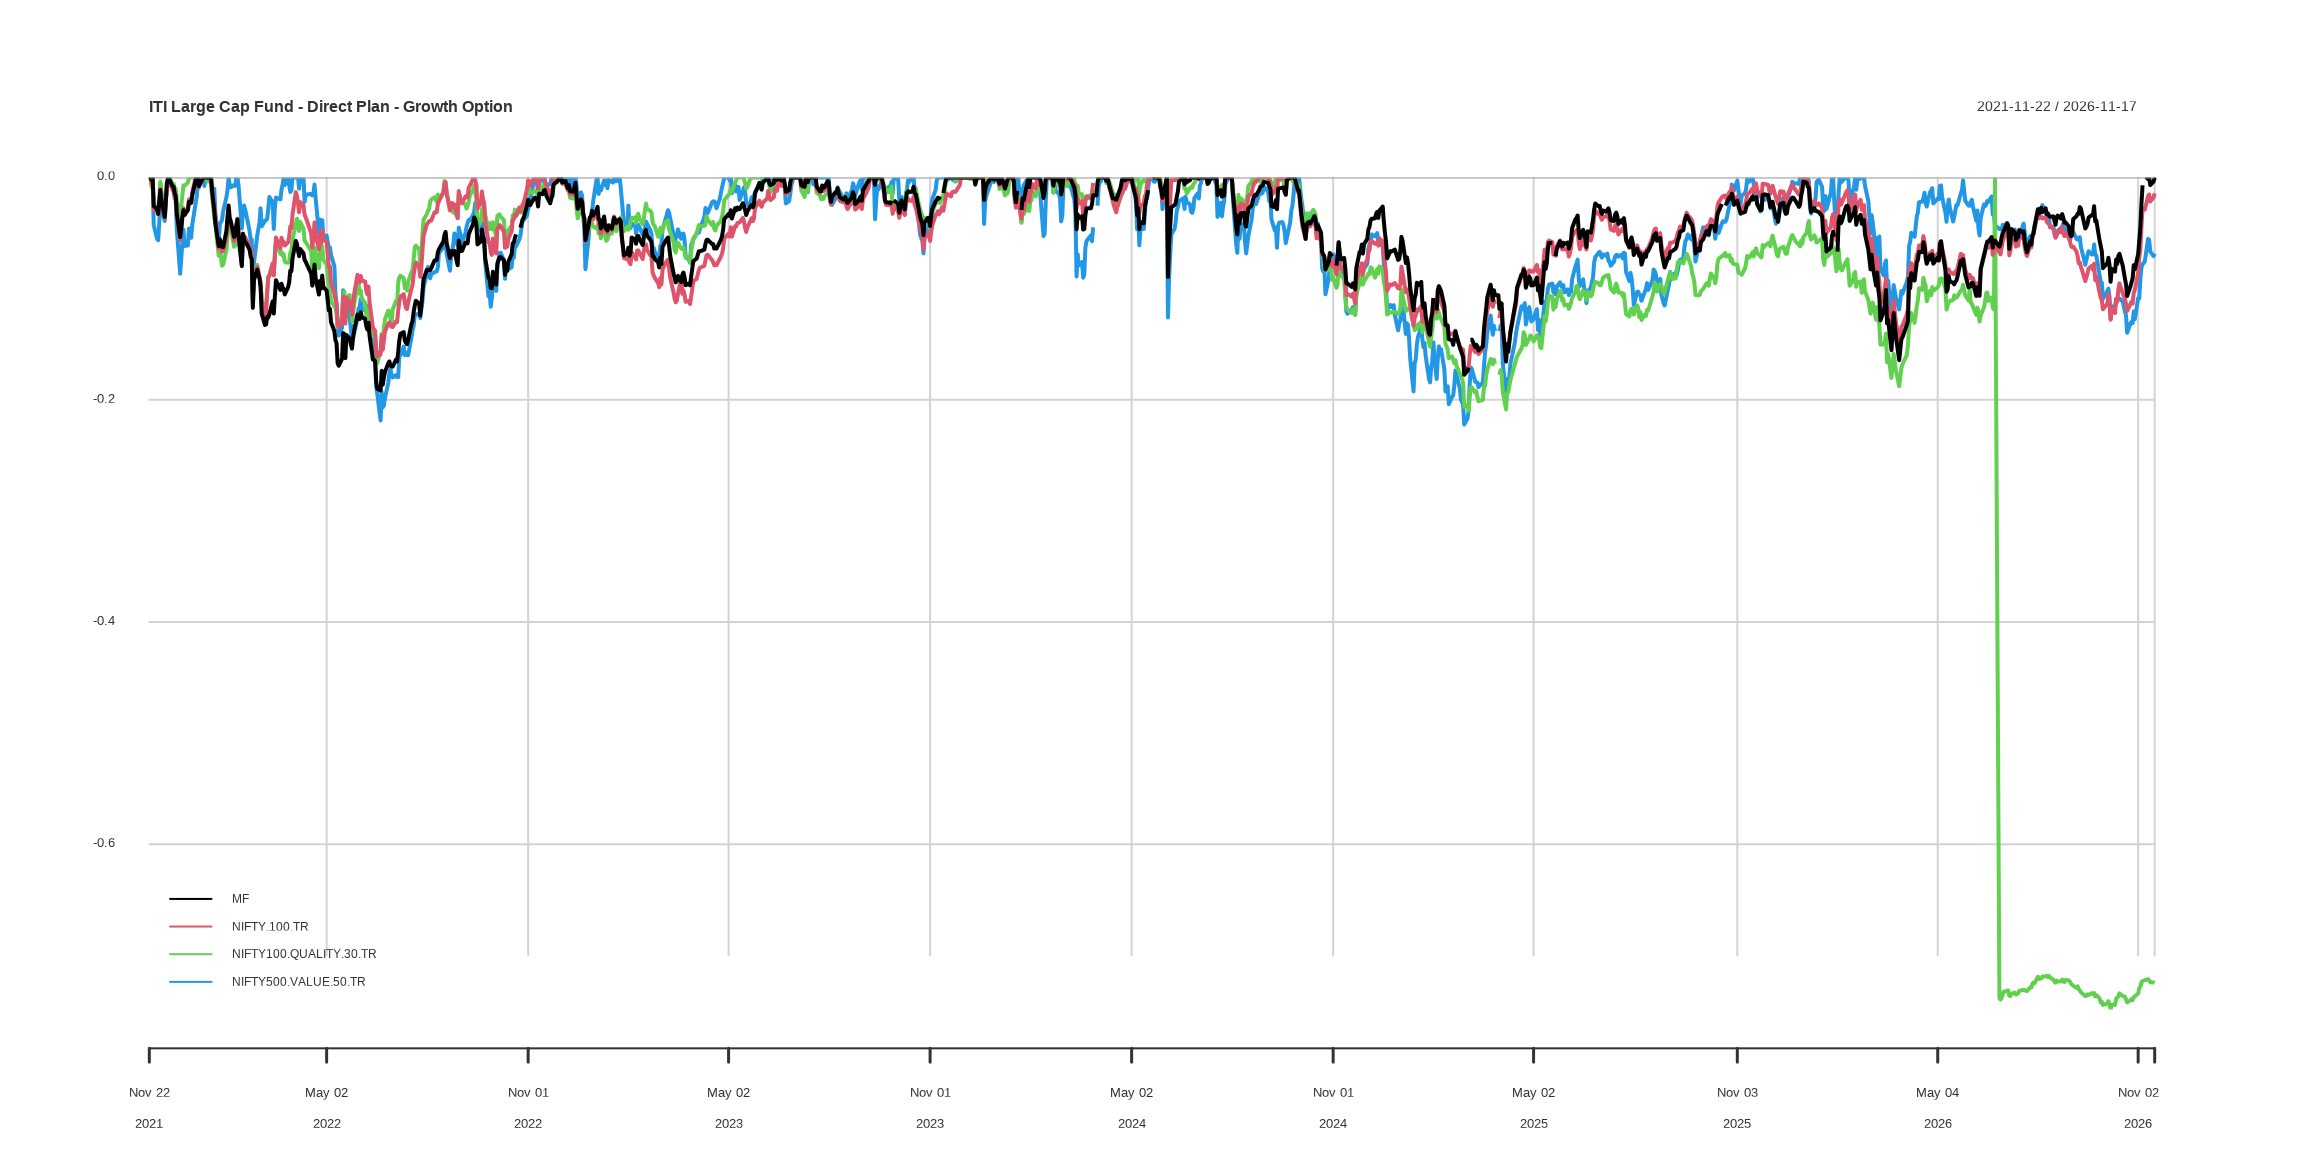 ITI Large Cap Fund - Direct Plan - Growth Option
2021-11-22 / 2026-11-17
0.0
-0.2
-0.4
-0.6
MF
NIFTY.100.TR
NIFTY100.QUALITY.30.TR
NIFTY500.VALUE.50.TR
Nov 22 May 02 Nov 01 May 02 Nov 01 May 02 Nov 01 May 02 Nov 03 May 04 Nov 02
2021 2022 2022 2023 2023 2024 2024 2025 2025 2026 2026